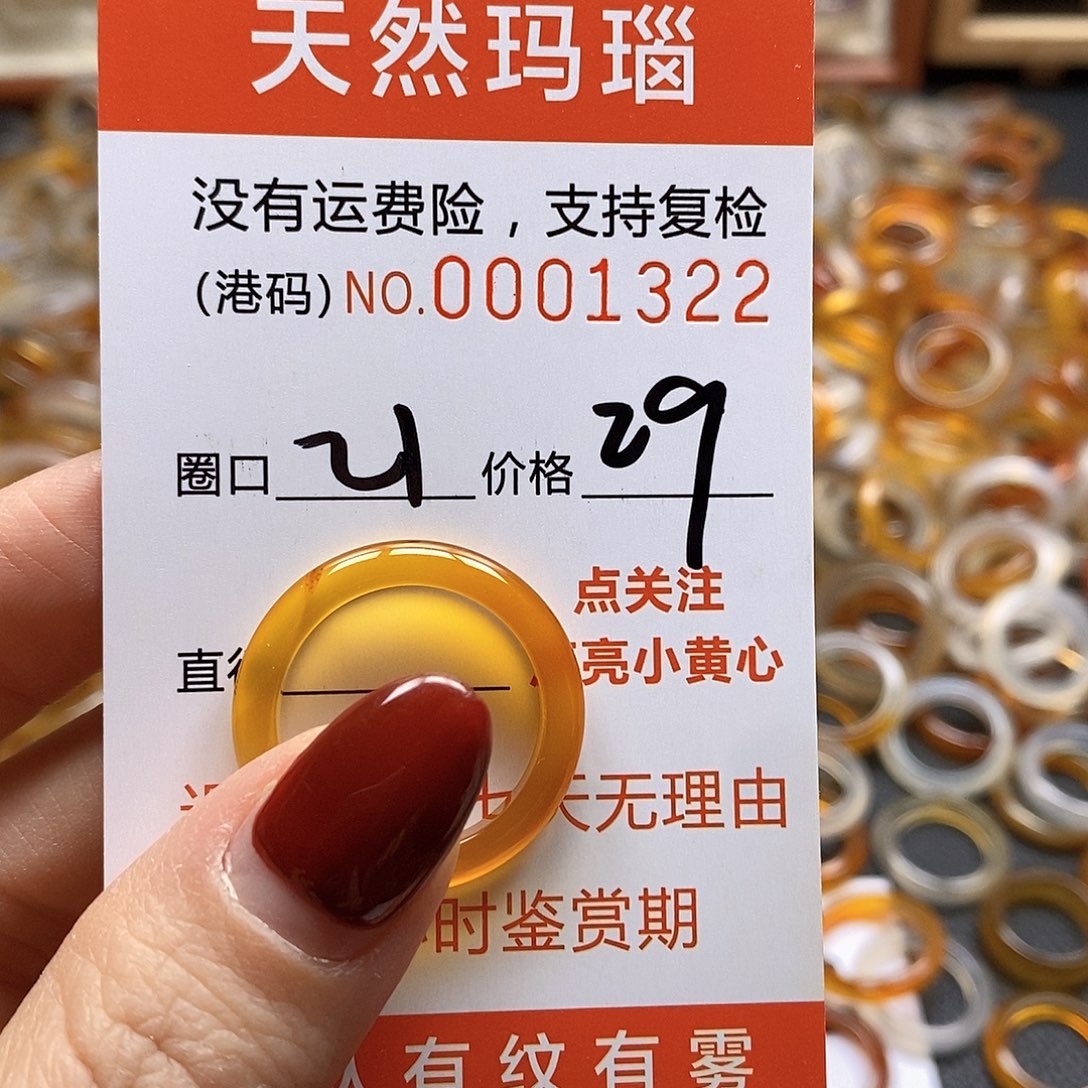 天然玛瑙
没有运费险，支持复检
(港码) NO.0001322
圈口 21 价格 29
点关注
亮小黄心
直
七天无理由
时鉴赏期
有纹有雾